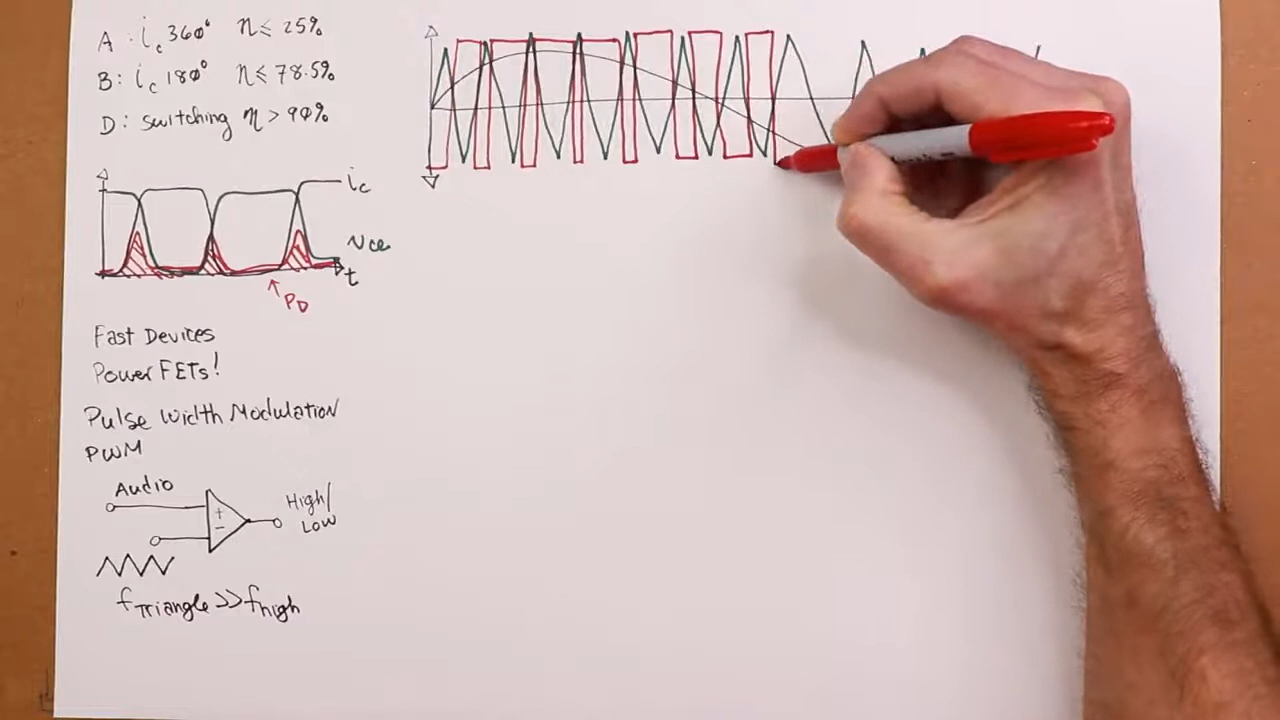 A: ic 360° η ≤ 25%
B: ic 180° η ≤ 78.5%
D: switching η > 90%
ic
Vce
t
PD
Fast Devices
Power FETs!
Pulse Width Modulation
PWM
Audio
+
−
High/
Low
fTriangle >> fhigh